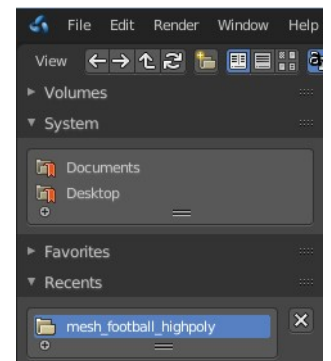 File Edit Render Window Help
View
Volumes
System
Documents
Desktop
Favorites
Recents
mesh_football_highpoly